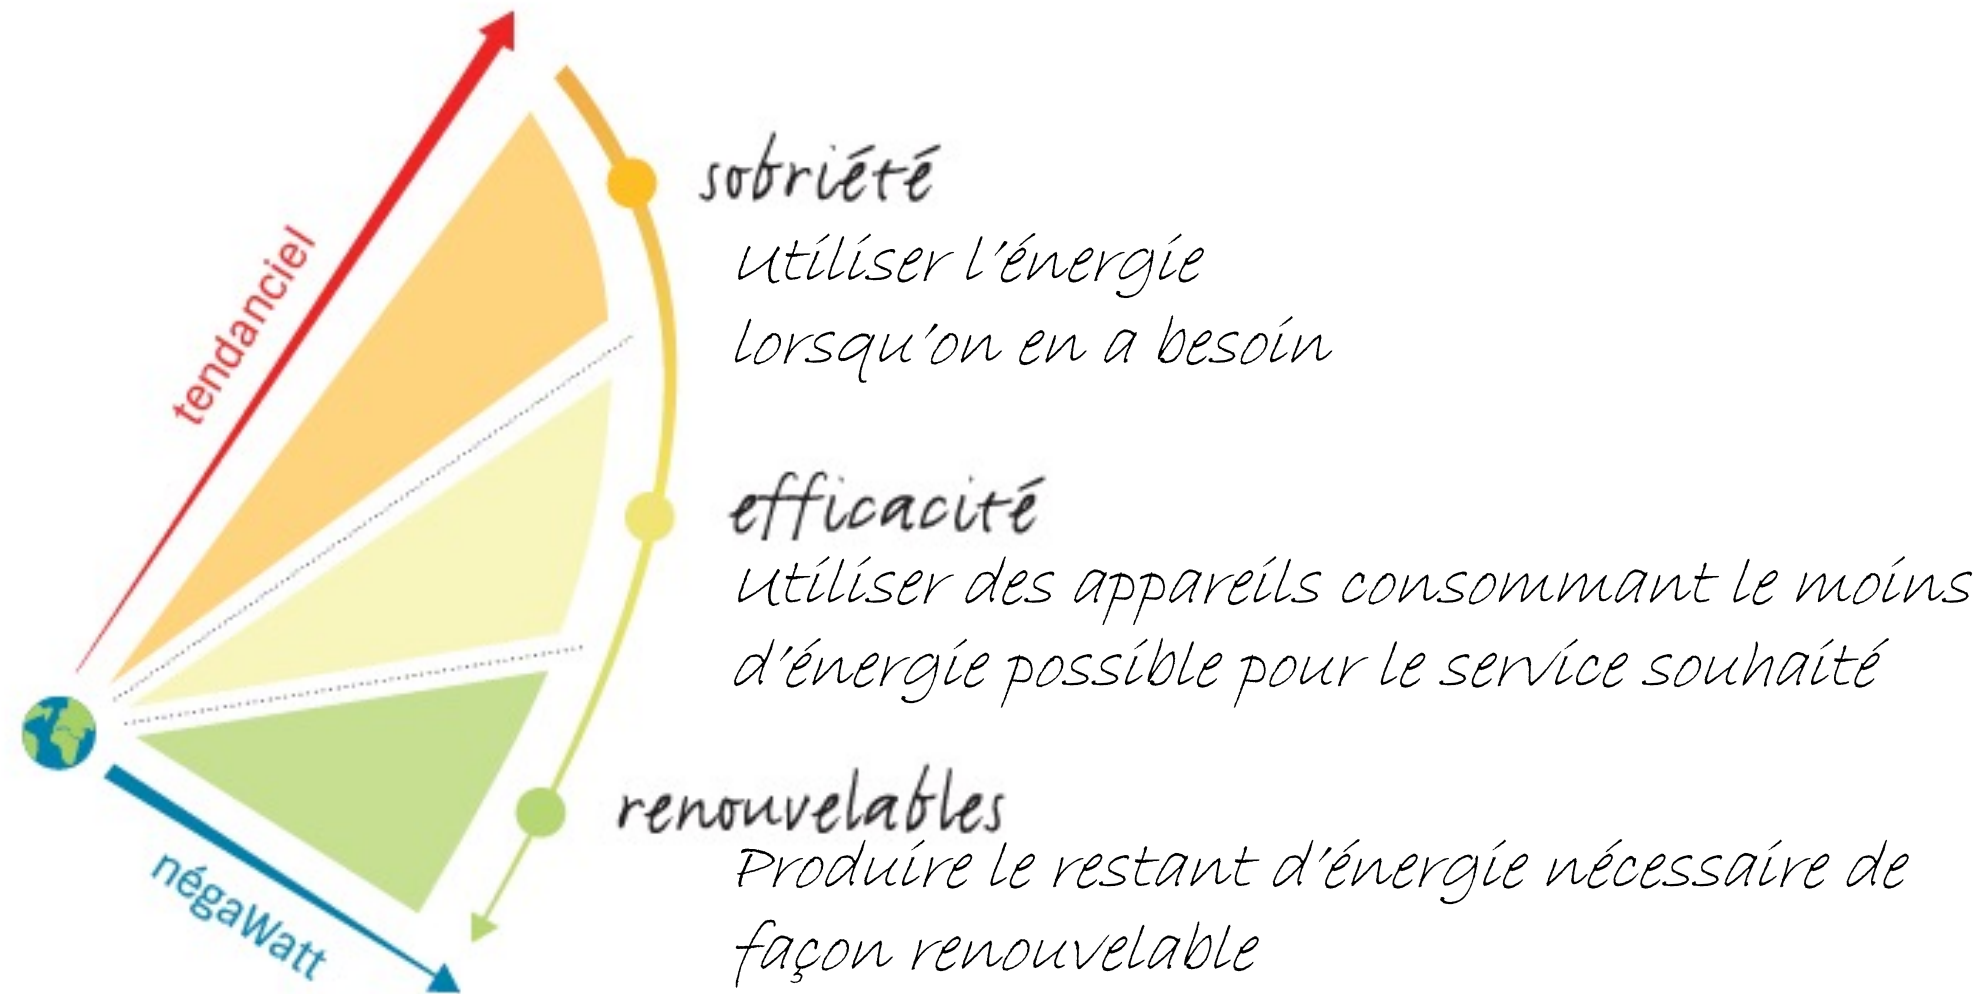 tendanciel
sobriété
Utiliser l'énergie
lorsqu'on en a besoin
efficacité
Utiliser des appareils consommant le moins
d'énergie possible pour le service souhaité
renouvelables
Produire le restant d'énergie nécessaire de
façon renouvelable
négaWatt